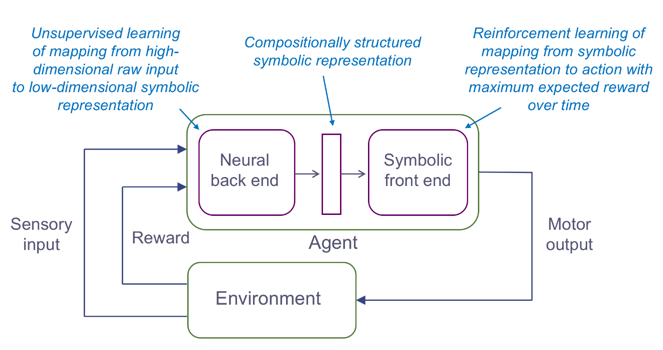 Unsupervised learning
of mapping from high-
dimensional raw input
to low-dimensional symbolic
representation
Compositionally structured
symbolic representation
Reinforcement learning of
mapping from symbolic
representation to action with
maximum expected reward
over time
Neural
back end
Symbolic
front end
Sensory
input
Reward
Agent
Motor
output
Environment